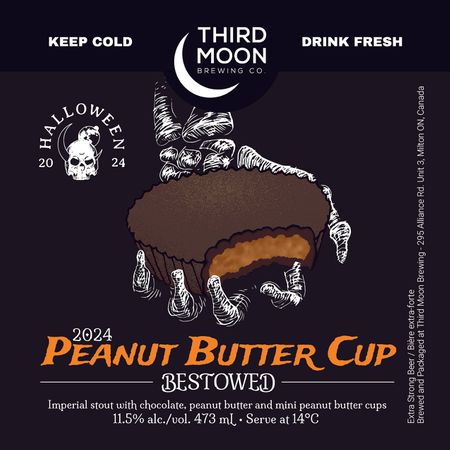 KEEP COLD
THIRD
MOON
BREWING CO.
DRINK FRESH
HALLOWEEN
20 24
2024
PEANUT BUTTER CUP
BESTOWED
Imperial stout with chocolate, peanut butter and mini peanut butter cups
11.5% alc./vol. 473 mL • Serve at 14°C
Extra Strong Beer / Bière extra-forte
Brewed and Packaged at Third Moon Brewing - 295 Alliance Rd. Unit 3, Milton ON, Canada